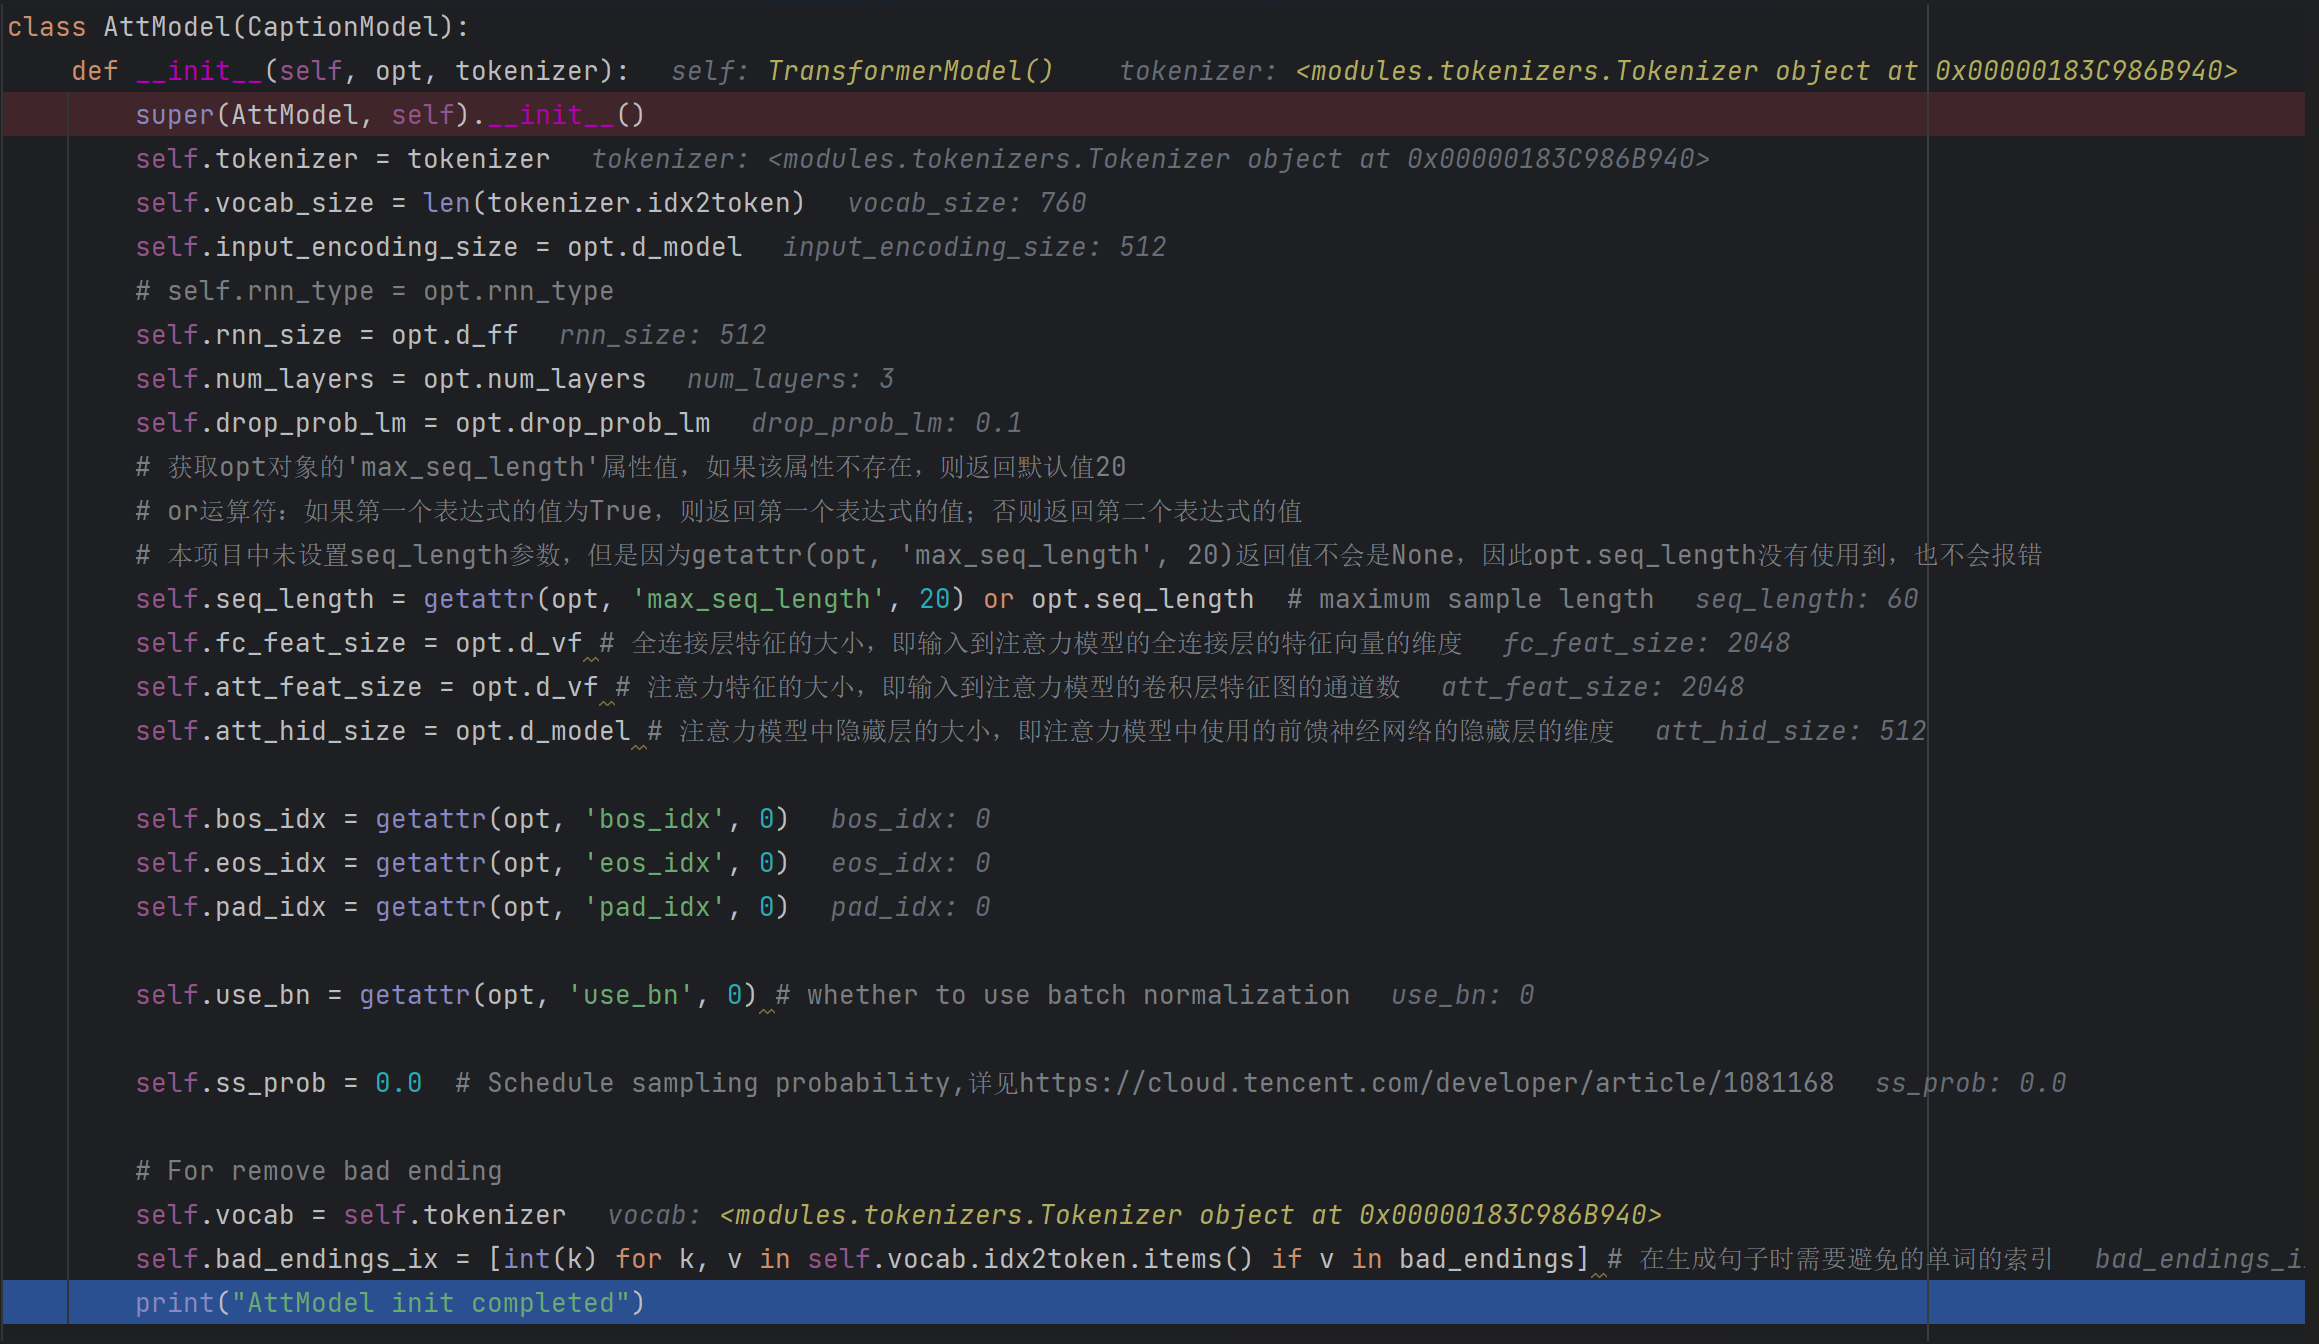 class AttModel(CaptionModel):
    def __init__(self, opt, tokenizer):   self: TransformerModel()    tokenizer: <modules.tokenizers.Tokenizer object at 0x00000183C986B940>
        super(AttModel, self).__init__()
        self.tokenizer = tokenizer   tokenizer: <modules.tokenizers.Tokenizer object at 0x00000183C986B940>
        self.vocab_size = len(tokenizer.idx2token)   vocab_size: 760
        self.input_encoding_size = opt.d_model   input_encoding_size: 512
        # self.rnn_type = opt.rnn_type
        self.rnn_size = opt.d_ff   rnn_size: 512
        self.num_layers = opt.num_layers   num_layers: 3
        self.drop_prob_lm = opt.drop_prob_lm   drop_prob_lm: 0.1
        # 获取opt对象的'max_seq_length'属性值，如果该属性不存在，则返回默认值20
        # or运算符：如果第一个表达式的值为True，则返回第一个表达式的值；否则返回第二个表达式的值
        # 本项目中未设置seq_length参数，但是因为getattr(opt, 'max_seq_length', 20)返回值不会是None，因此opt.seq_length没有使用到，也不会报错
        self.seq_length = getattr(opt, 'max_seq_length', 20) or opt.seq_length  # maximum sample length   seq_length: 60
        self.fc_feat_size = opt.d_vf # 全连接层特征的大小，即输入到注意力模型的全连接层的特征向量的维度   fc_feat_size: 2048
        self.att_feat_size = opt.d_vf # 注意力特征的大小，即输入到注意力模型的卷积层特征图的通道数   att_feat_size: 2048
        self.att_hid_size = opt.d_model # 注意力模型中隐藏层的大小，即注意力模型中使用的前馈神经网络的隐藏层的维度   att_hid_size: 512
        self.bos_idx = getattr(opt, 'bos_idx', 0)   bos_idx: 0
        self.eos_idx = getattr(opt, 'eos_idx', 0)   eos_idx: 0
        self.pad_idx = getattr(opt, 'pad_idx', 0)   pad_idx: 0
        self.use_bn = getattr(opt, 'use_bn', 0) # whether to use batch normalization   use_bn: 0
        self.ss_prob = 0.0  # Schedule sampling probability,详见https://cloud.tencent.com/developer/article/1081168   ss_prob: 0.0
        # For remove bad ending
        self.vocab = self.tokenizer   vocab: <modules.tokenizers.Tokenizer object at 0x00000183C986B940>
        self.bad_endings_ix = [int(k) for k, v in self.vocab.idx2token.items() if v in bad_endings] # 在生成句子时需要避免的单词的索引   bad_endings_i
        print("AttModel init completed")